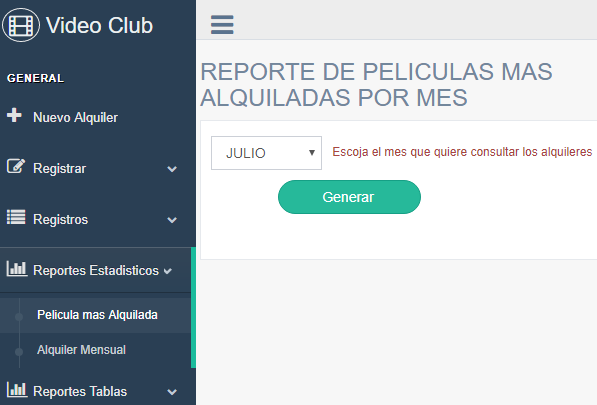 Video Club
GENERAL
Nuevo Alquiler
Registrar
Registros
Reportes Estadisticos
Pelicula mas Alquilada
Alquiler Mensual
Reportes Tablas
REPORTE DE PELICULAS MAS
ALQUILADAS POR MES
JULIO
Escoja el mes que quiere consultar los alquileres
Generar